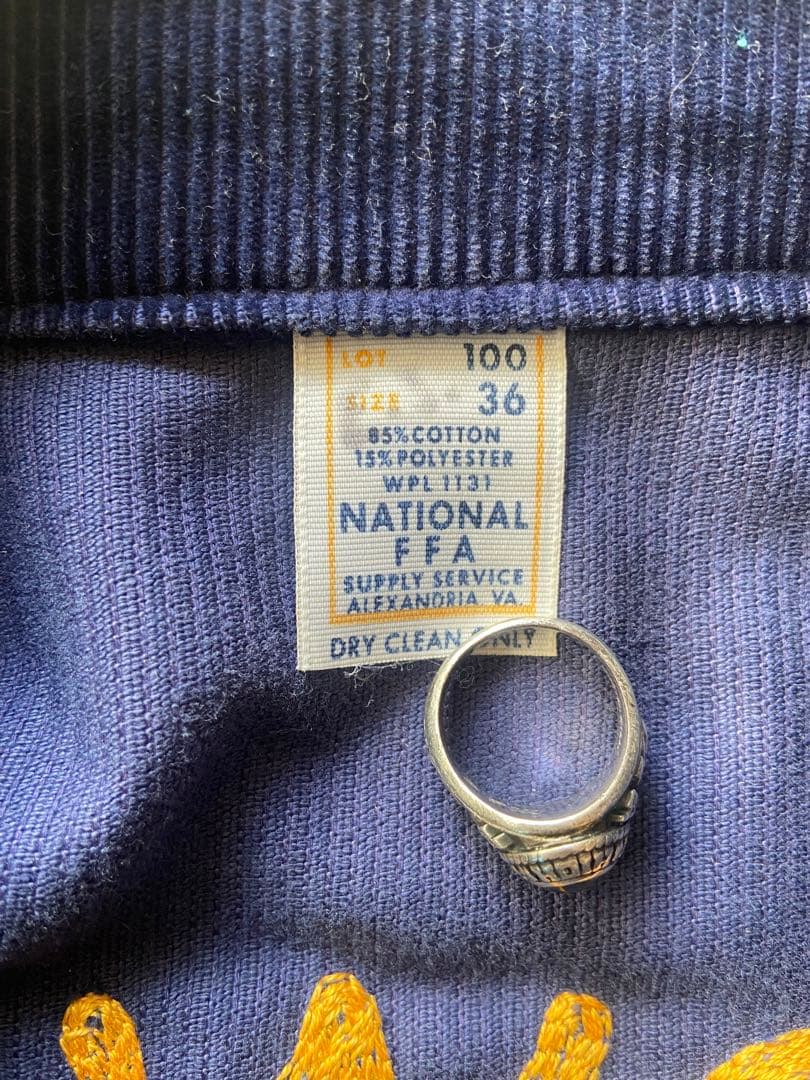 LOT 100
SIZE 36
85% COTTON
15% POLYESTER
WPL 1131
NATIONAL
FFA
SUPPLY SERVICE
ALEXANDRIA, VA.
DRY CLEAN ONLY